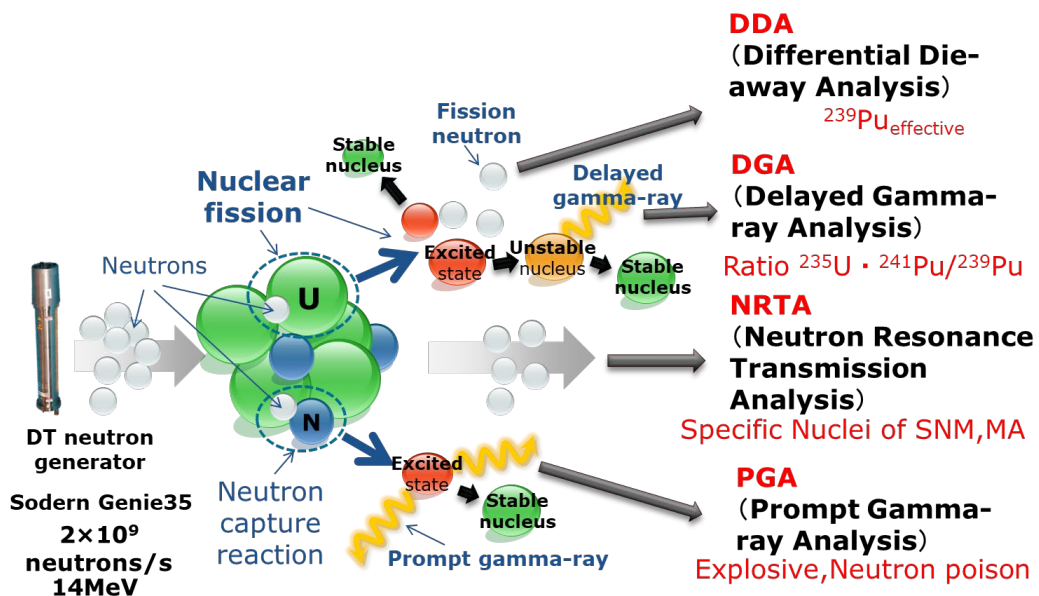 DDA
（Differential Die-
away Analysis）
²³⁹Pu effective
Fission
neutron
Stable
nucleus
Nuclear
fission
Delayed
gamma-ray
DGA
（Delayed Gamma-
ray Analysis）
Ratio ²³⁵U・²⁴¹Pu/²³⁹Pu
Excited
state
Unstable
nucleus
Stable
nucleus
Neutrons
U
N
NRTA
（Neutron Resonance
Transmission
Analysis）
Specific Nuclei of SNM,MA
DT neutron
generator
Sodern Genie35
2×10⁹
neutrons/s
14MeV
Neutron
capture
reaction
Excited
state
Stable
nucleus
Prompt gamma-ray
PGA
（Prompt Gamma-
ray Analysis）
Explosive,Neutron poison